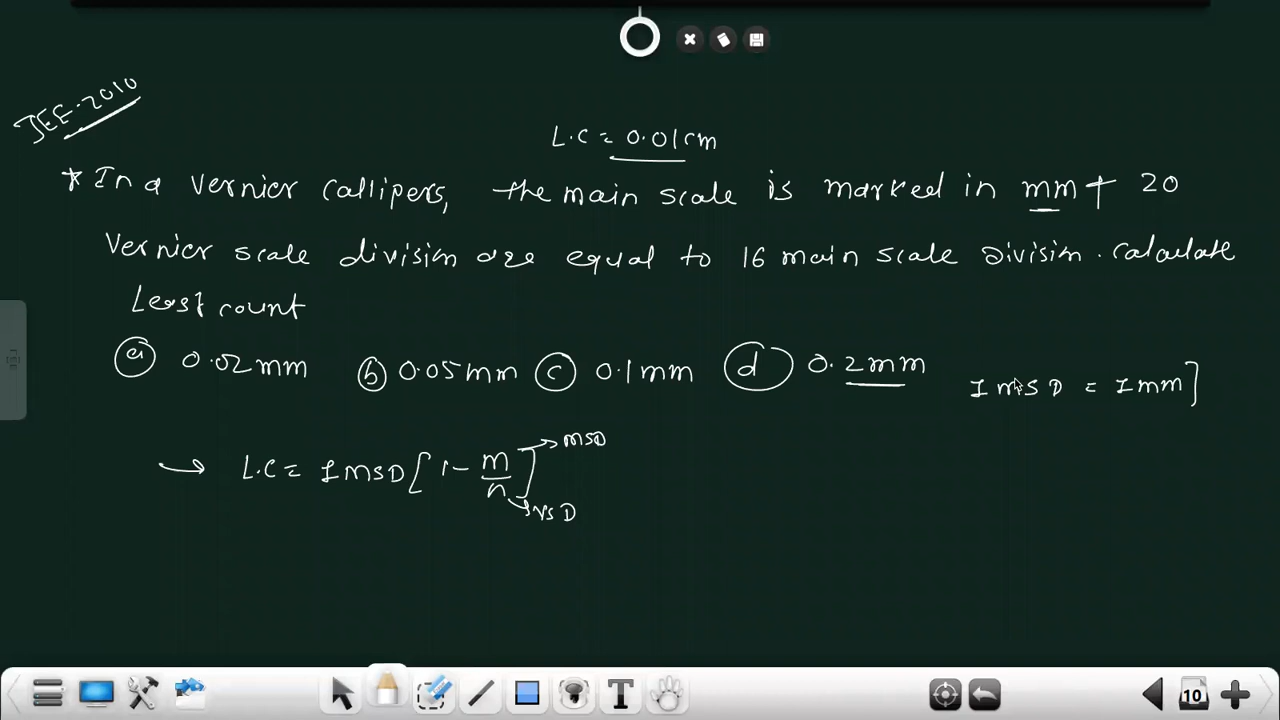 JEE-2010
L.C = 0.01cm
* In a vernier callipers, the main scale is marked in mm + 20
Vernier scale division are equal to 16 main scale Division. calculate
Least count
(a) 0.02mm (b) 0.05mm (c) 0.1mm (d) 0.2mm
1 MSD = 1mm]
→ L.C = 1MSD [1 - m/n] → MSD
→ VSD
T
10